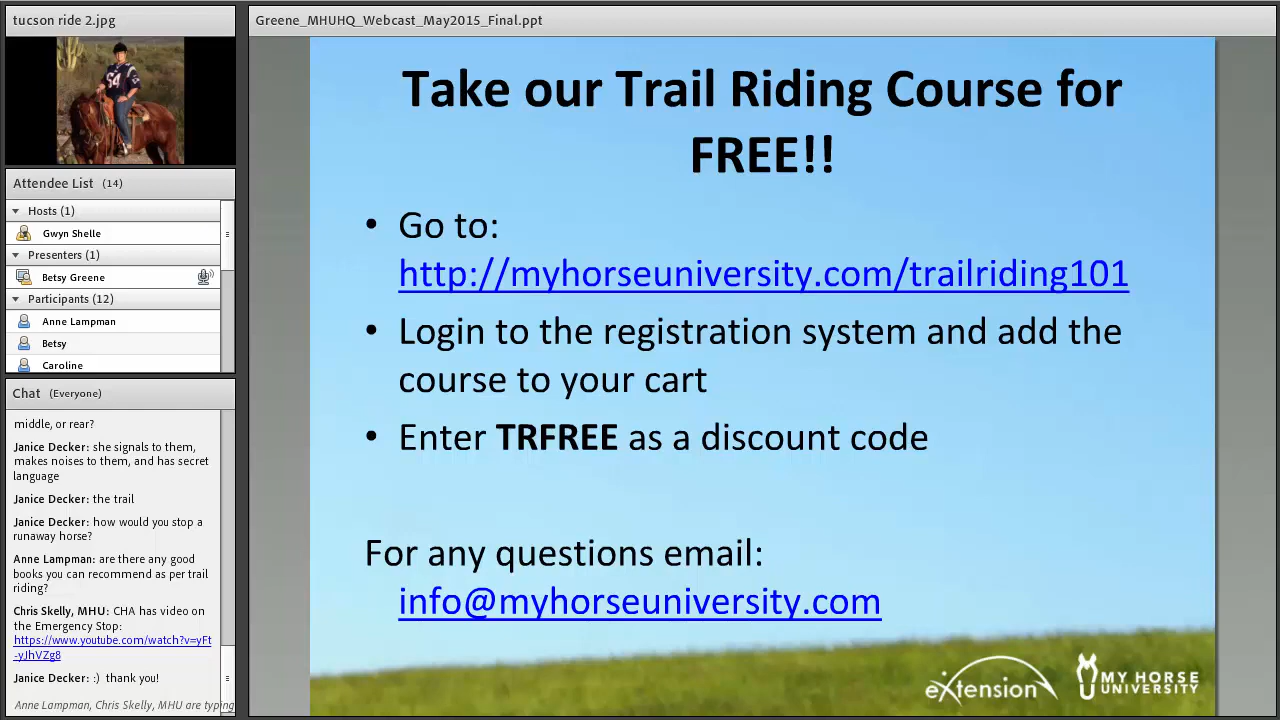 tucson ride 2.jpg
Attendee List (14)
Hosts (1)
Gwyn Shelle
Presenters (1)
Betsy Greene
Participants (12)
Anne Lampman
Betsy
Caroline
Chat (Everyone)
middle, or rear?
Janice Decker: she signals to them,
makes noises to them, and has secret
language
Janice Decker: the trail
Janice Decker: how would you stop a
runaway horse?
Anne Lampman: are there any good
books you can recommend as per trail
riding?
Chris Skelly, MHU: CHA has video on
the Emergency Stop:
https://www.youtube.com/watch?v=yFt
-yJhVZg8
Janice Decker: :) thank you!
Anne Lampman, Chris Skelly, MHU are typing
Greene_MHUHQ_Webcast_May2015_Final.ppt
Take our Trail Riding Course for
FREE!!
• Go to:
http://myhorseuniversity.com/trailriding101
• Login to the registration system and add the
course to your cart
• Enter TRFREE as a discount code
For any questions email:
info@myhorseuniversity.com
eXtension
MY HORSE
UNIVERSITY